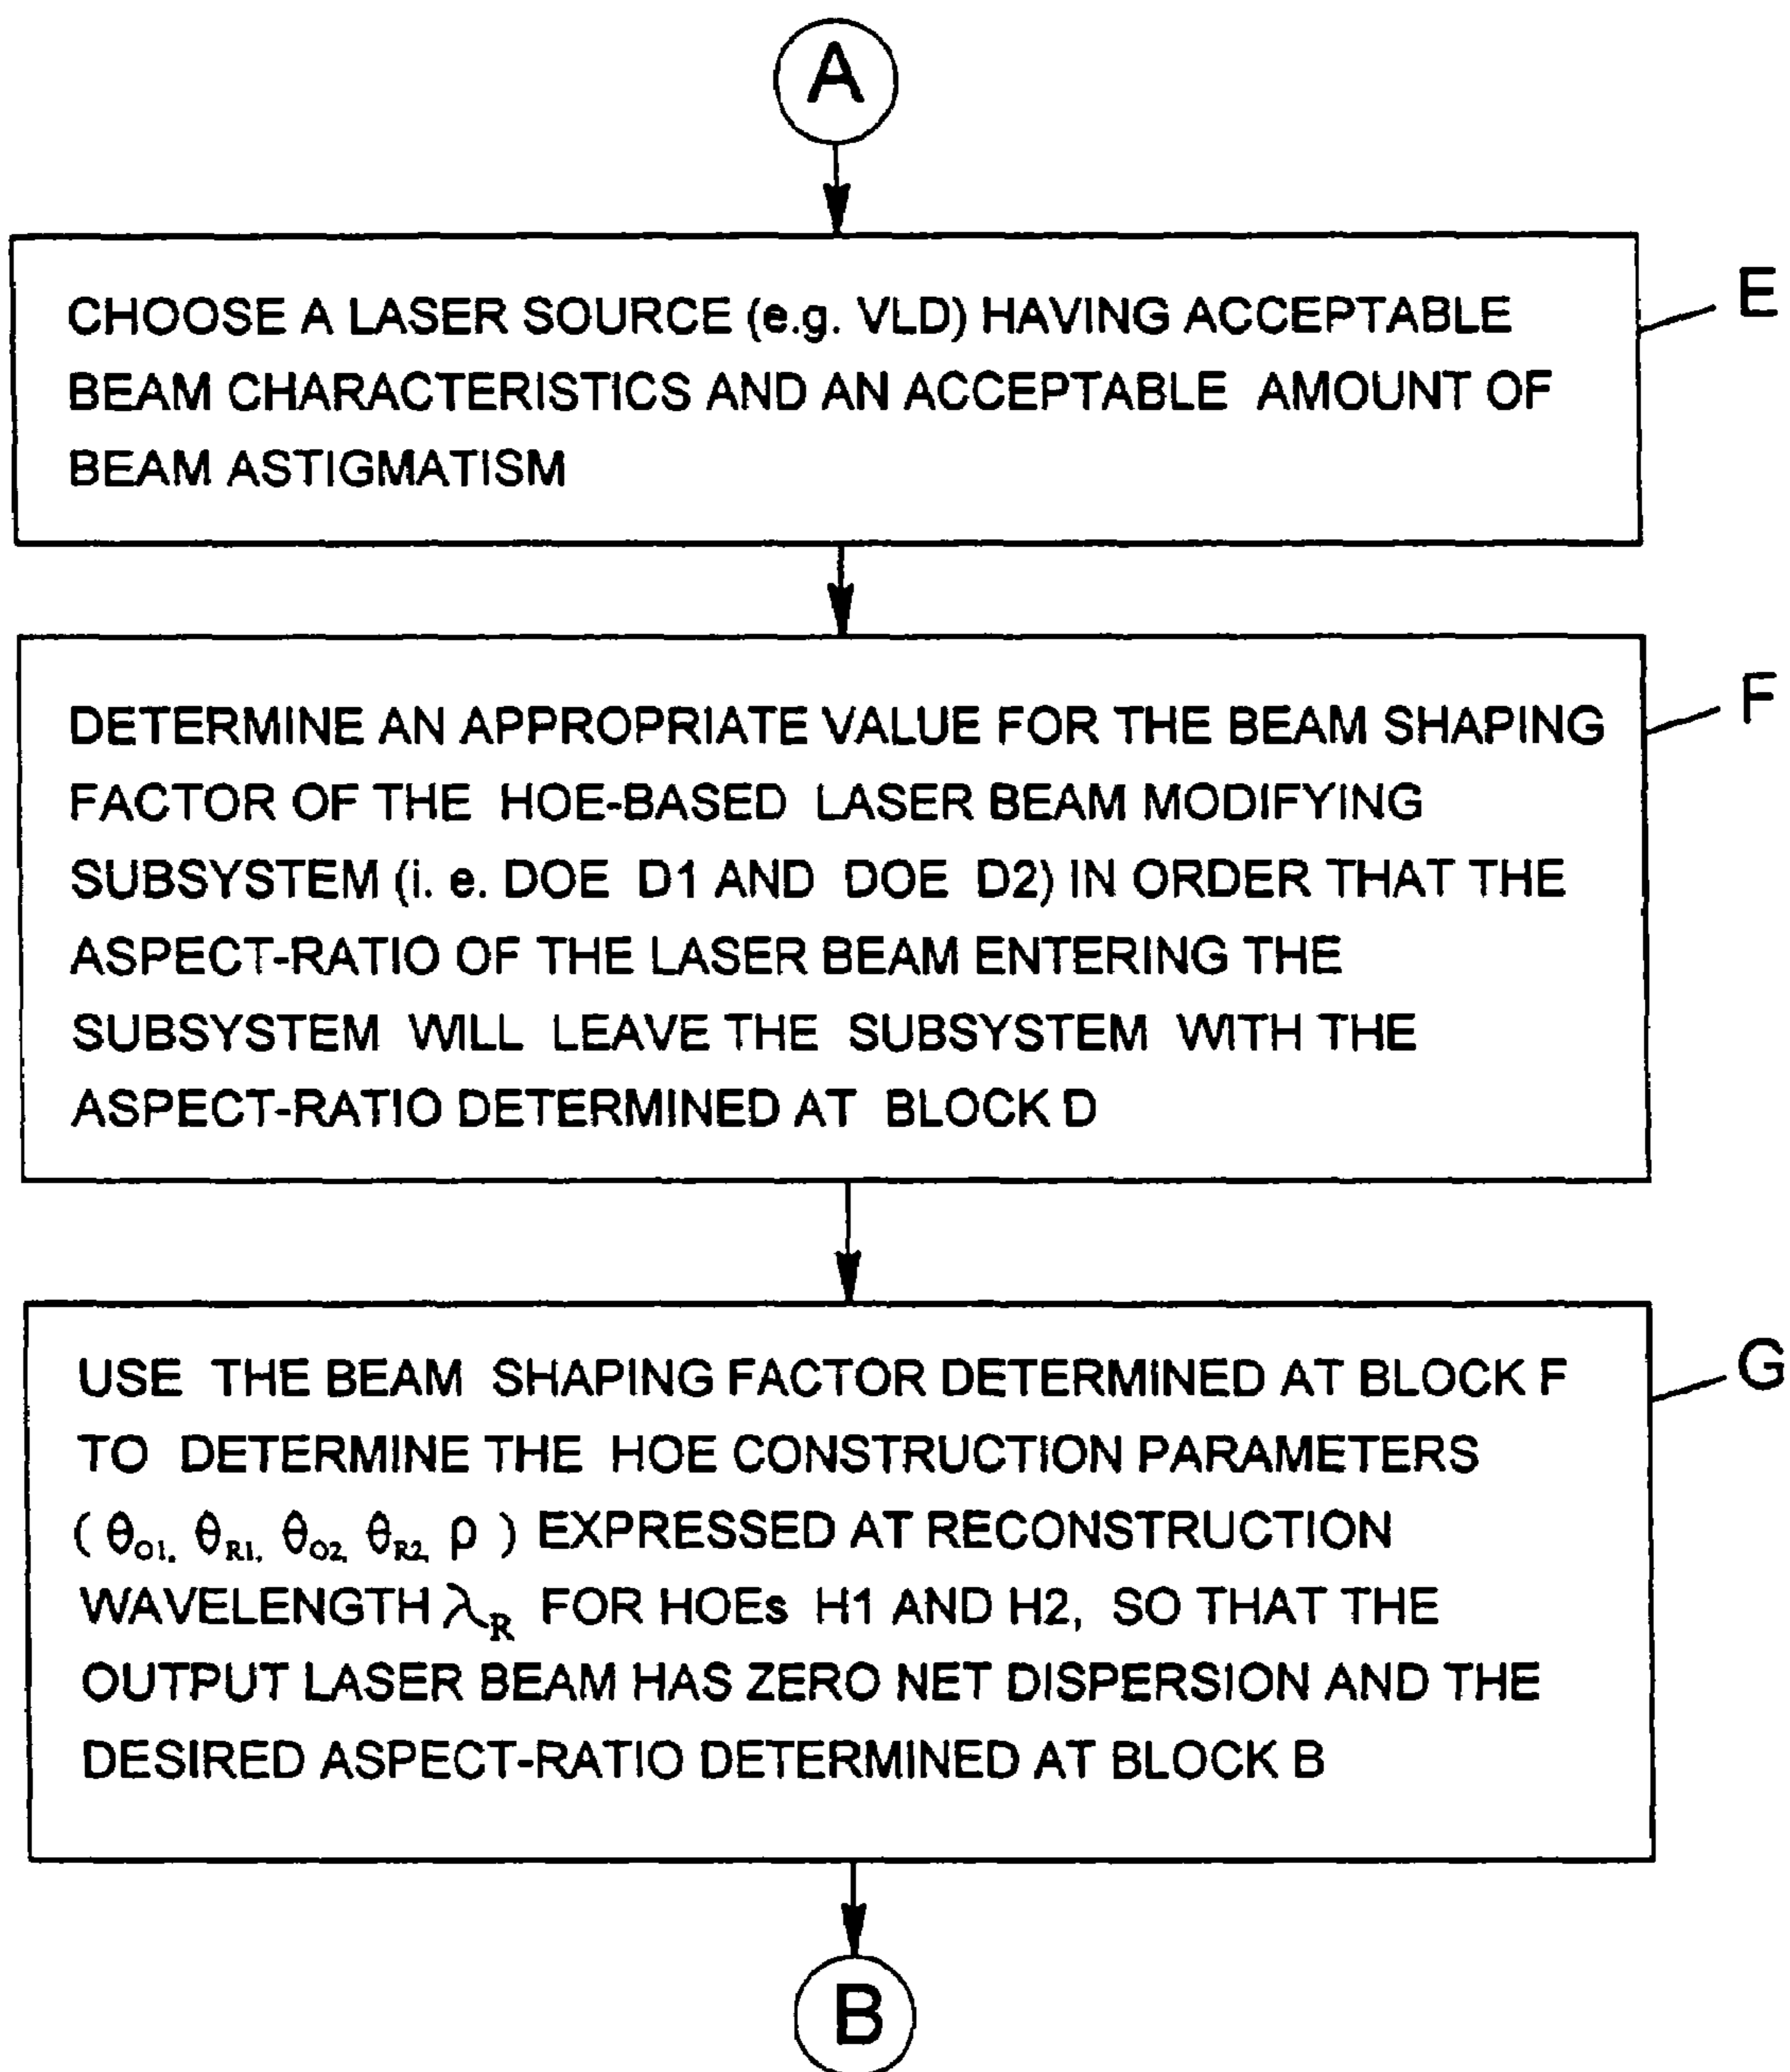 A
CHOOSE A LASER SOURCE (e.g. VLD) HAVING ACCEPTABLE
BEAM CHARACTERISTICS AND AN ACCEPTABLE AMOUNT OF
BEAM ASTIGMATISM
E
DETERMINE AN APPROPRIATE VALUE FOR THE BEAM SHAPING
FACTOR OF THE HOE-BASED LASER BEAM MODIFYING
SUBSYSTEM (i. e. DOE D1 AND DOE D2) IN ORDER THAT THE
ASPECT-RATIO OF THE LASER BEAM ENTERING THE
SUBSYSTEM WILL LEAVE THE SUBSYSTEM WITH THE
ASPECT-RATIO DETERMINED AT BLOCK D
F
USE THE BEAM SHAPING FACTOR DETERMINED AT BLOCK F
TO DETERMINE THE HOE CONSTRUCTION PARAMETERS
( θO1, θR1, θO2, θR2, ρ ) EXPRESSED AT RECONSTRUCTION
WAVELENGTH λR FOR HOEs H1 AND H2, SO THAT THE
OUTPUT LASER BEAM HAS ZERO NET DISPERSION AND THE
DESIRED ASPECT-RATIO DETERMINED AT BLOCK B
G
B